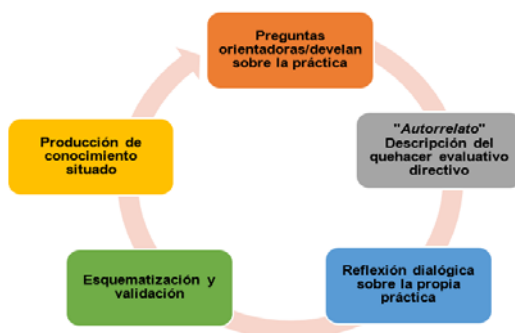 Preguntas
orientadoras/develan
sobre la práctica
"Autorrelato"
Descripción del
quehacer evaluativo
directivo
Reflexión dialógica
sobre la propia
práctica
Esquematización y
validación
Producción de
conocimiento
situado